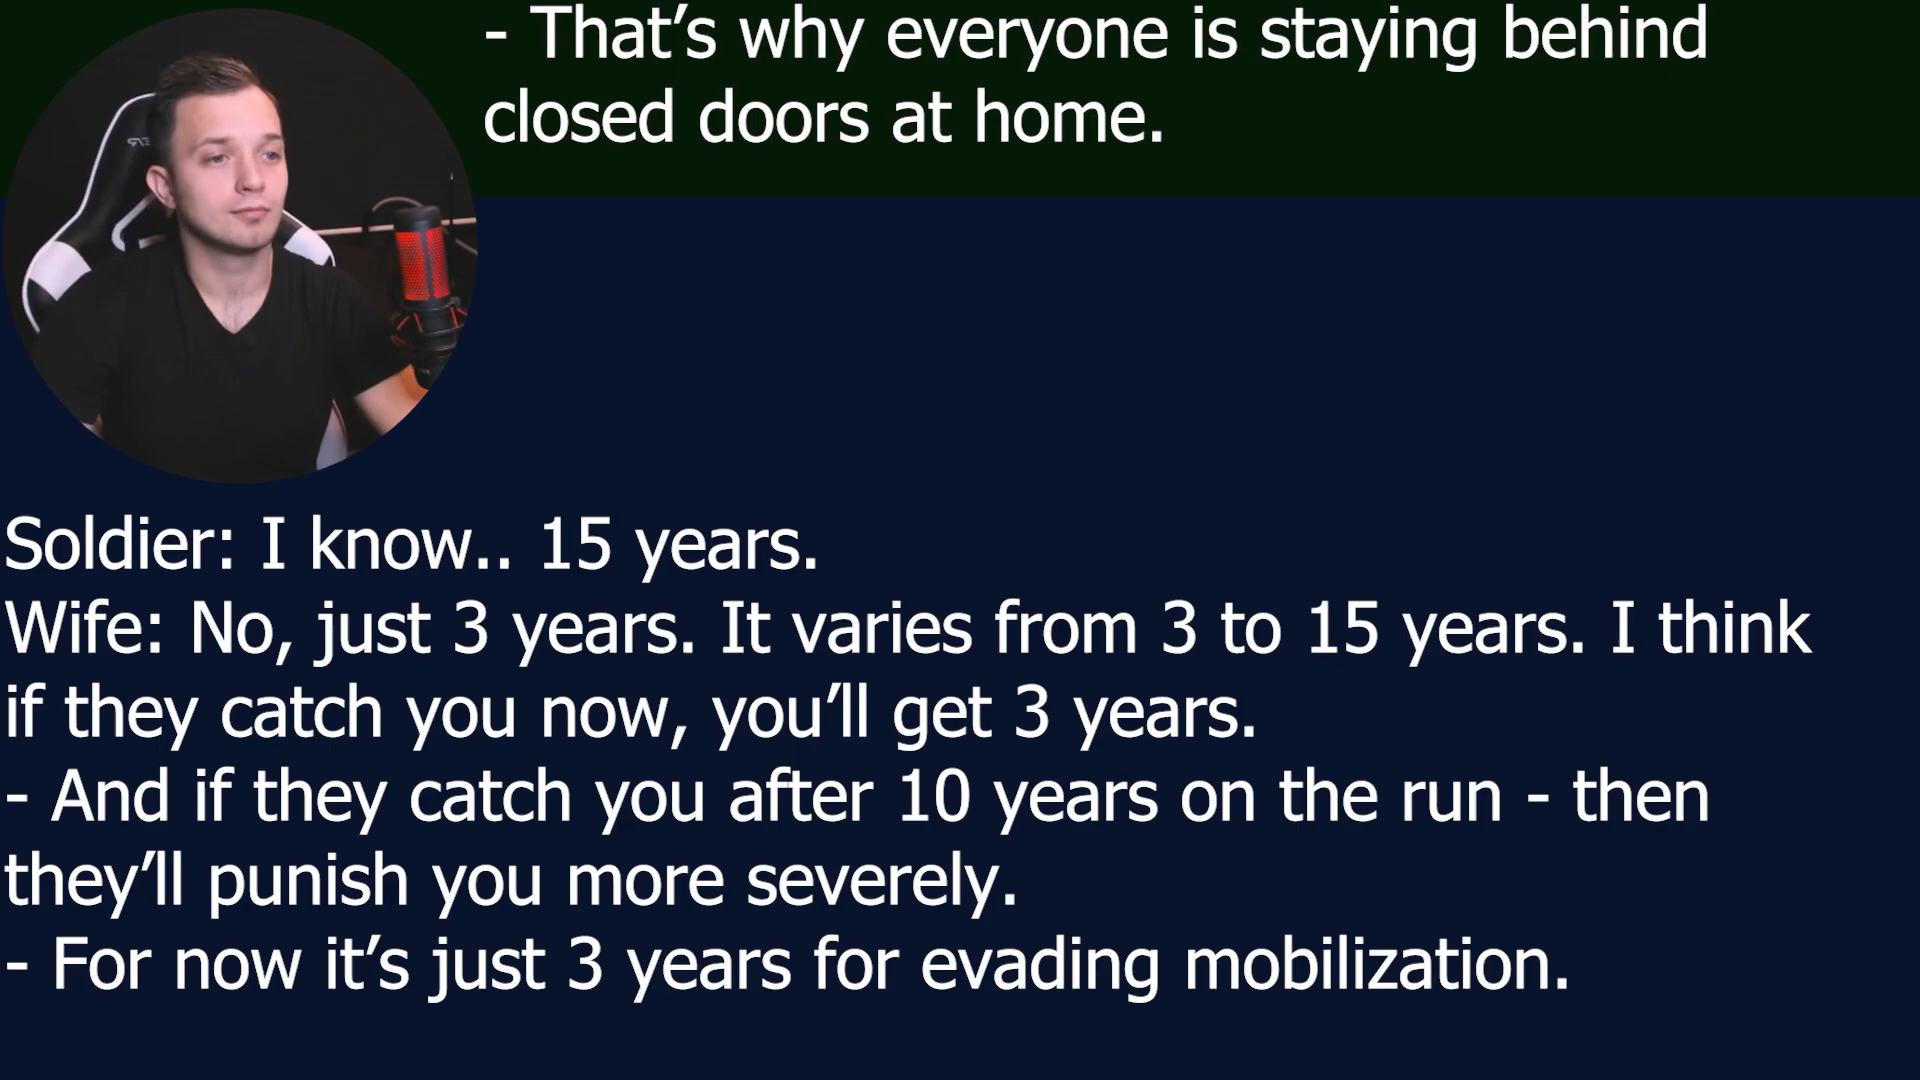 - That’s why everyone is staying behind
closed doors at home.
Soldier: I know.. 15 years.
Wife: No, just 3 years. It varies from 3 to 15 years. I think
if they catch you now, you’ll get 3 years.
- And if they catch you after 10 years on the run - then
they’ll punish you more severely.
- For now it’s just 3 years for evading mobilization.